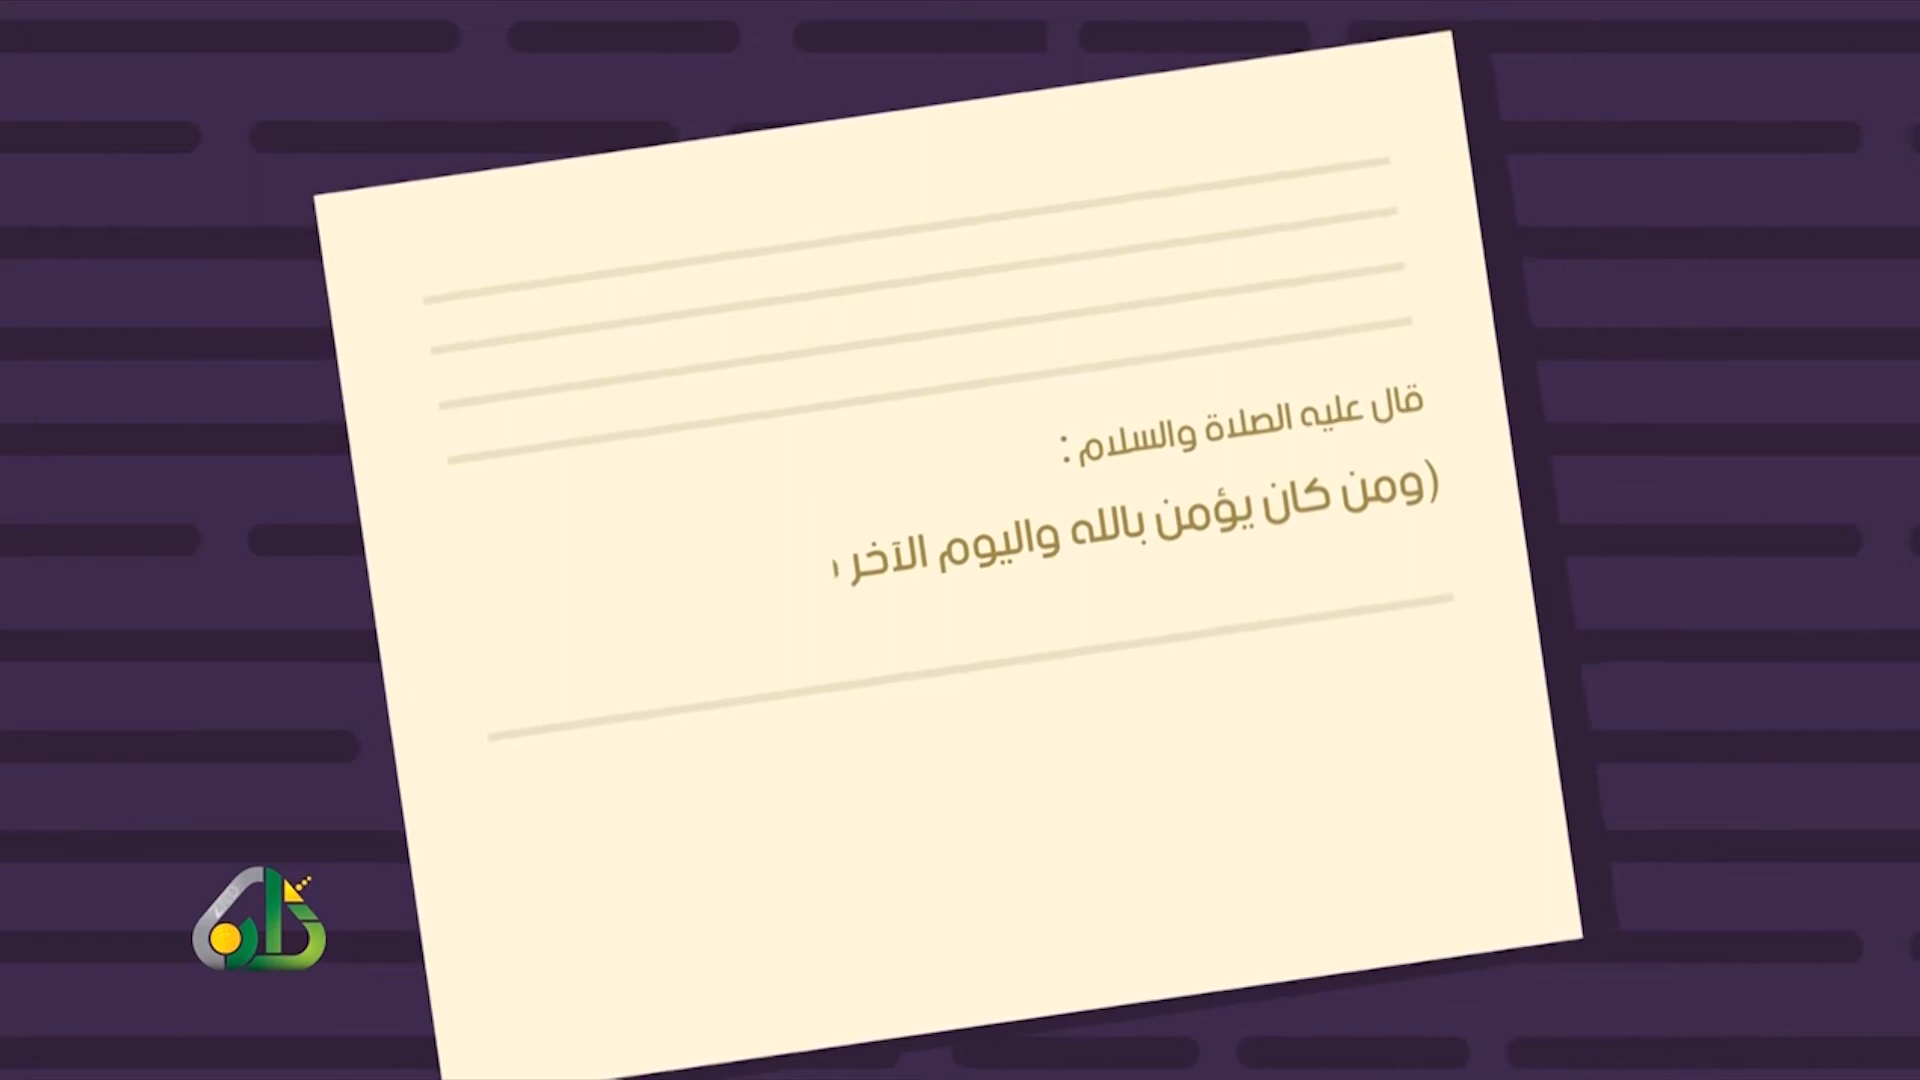 قال عليه الصلاة والسلام :
(ومن كان يؤمن بالله واليوم الآخر